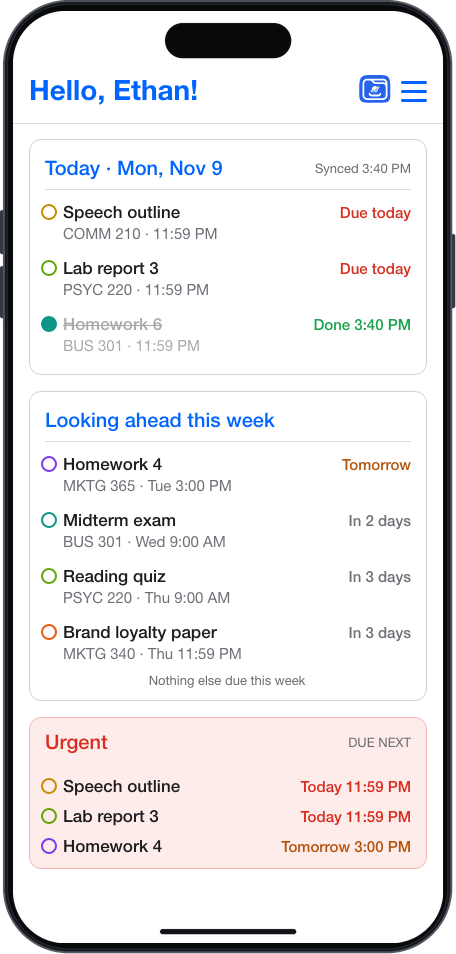 Hello, Ethan!
Today · Mon, Nov 9 Synced 3:40 PM
Speech outline Due today
COMM 210 · 11:59 PM
Lab report 3 Due today
PSYC 220 · 11:59 PM
Homework 6 Done 3:40 PM
BUS 301 · 11:59 PM
Looking ahead this week
Homework 4 Tomorrow
MKTG 365 · Tue 3:00 PM
Midterm exam In 2 days
BUS 301 · Wed 9:00 AM
Reading quiz In 3 days
PSYC 220 · Thu 9:00 AM
Brand loyalty paper In 3 days
MKTG 340 · Thu 11:59 PM
Nothing else due this week
Urgent DUE NEXT
Speech outline Today 11:59 PM
Lab report 3 Today 11:59 PM
Homework 4 Tomorrow 3:00 PM